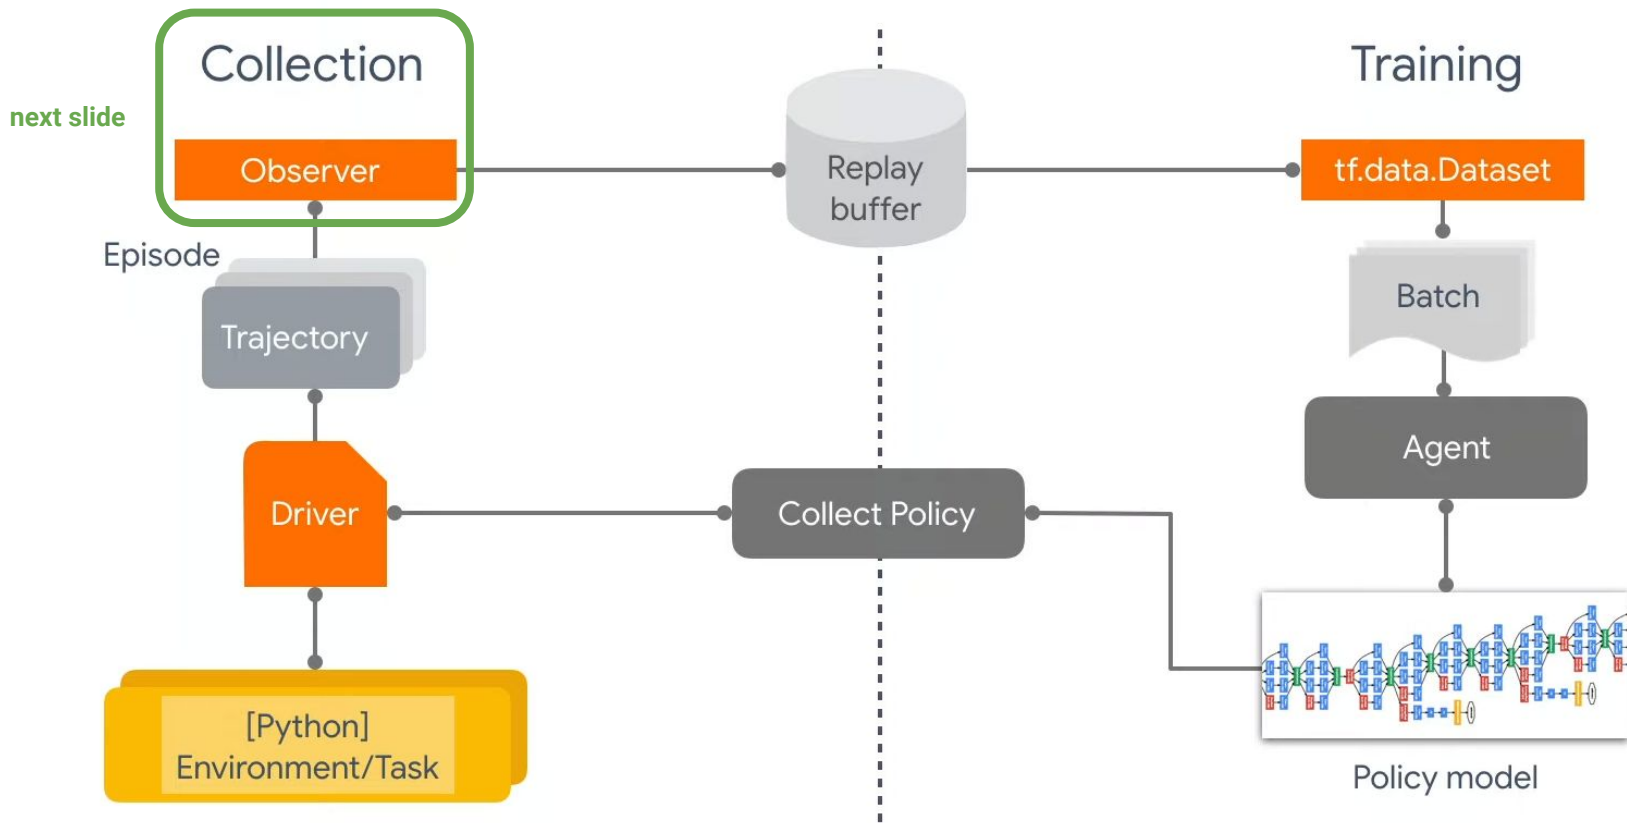 Collection
Training
next slide
Observer
Replay
buffer
tf.data.Dataset
Episode
Trajectory
Batch
Agent
Driver
Collect Policy
[Python]
Environment/Task
Policy model